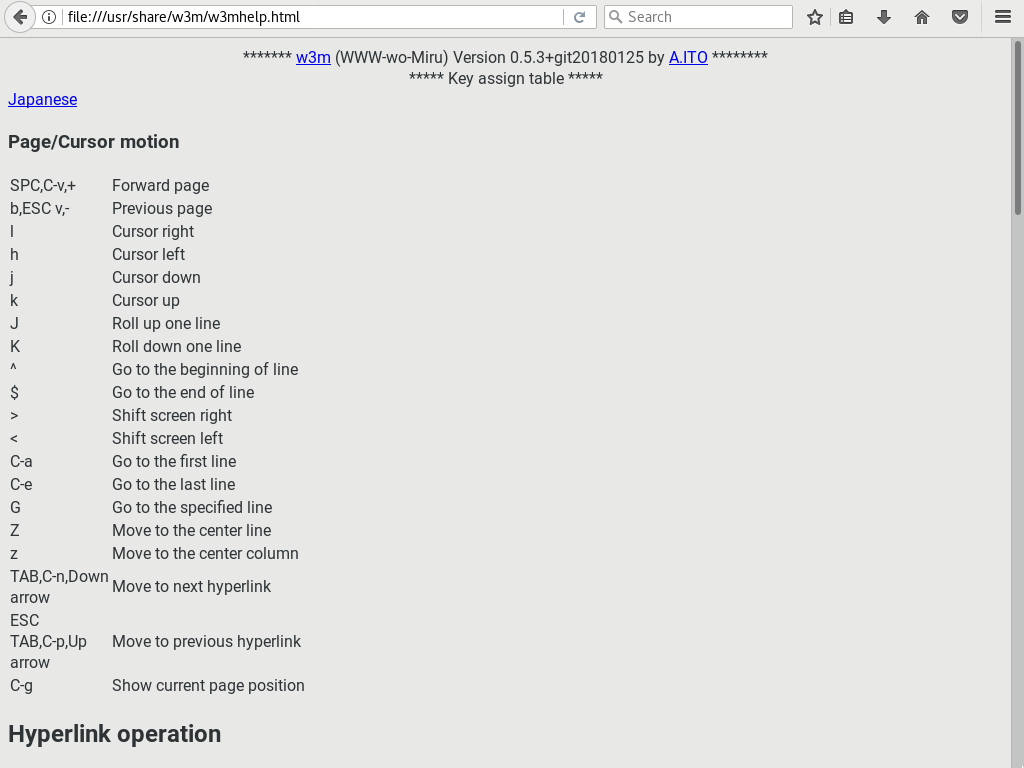 file:///usr/share/w3m/w3mhelp.html
Search
******* w3m (WWW-wo-Miru) Version 0.5.3+git20180125 by A.ITO ********
***** Key assign table *****
Japanese
Page/Cursor motion
SPC,C-v,+ Forward page
b,ESC v,- Previous page
l Cursor right
h Cursor left
j Cursor down
k Cursor up
J Roll up one line
K Roll down one line
^ Go to the beginning of line
$ Go to the end of line
> Shift screen right
< Shift screen left
C-a Go to the first line
C-e Go to the last line
G Go to the specified line
Z Move to the center line
z Move to the center column
TAB,C-n,Down
arrow
Move to next hyperlink
ESC
TAB,C-p,Up
arrow
Move to previous hyperlink
C-g Show current page position
Hyperlink operation